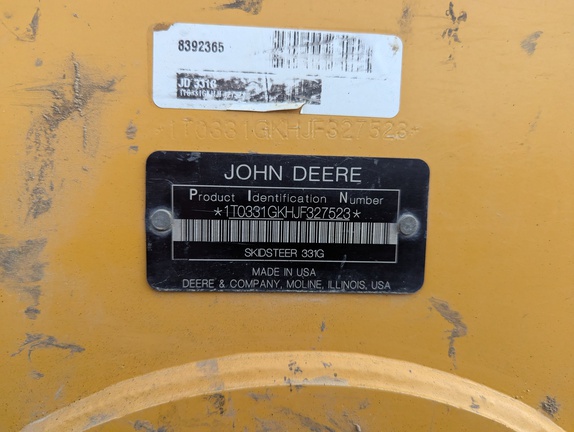 8392365
JD 331G
1T0331GKHJF327523
*1T0331GKHJF327523*
JOHN DEERE
Product Identification Number
*1T0331GKHJF327523*
SKIDSTEER 331G
MADE IN USA
DEERE & COMPANY, MOLINE, ILLINOIS, USA